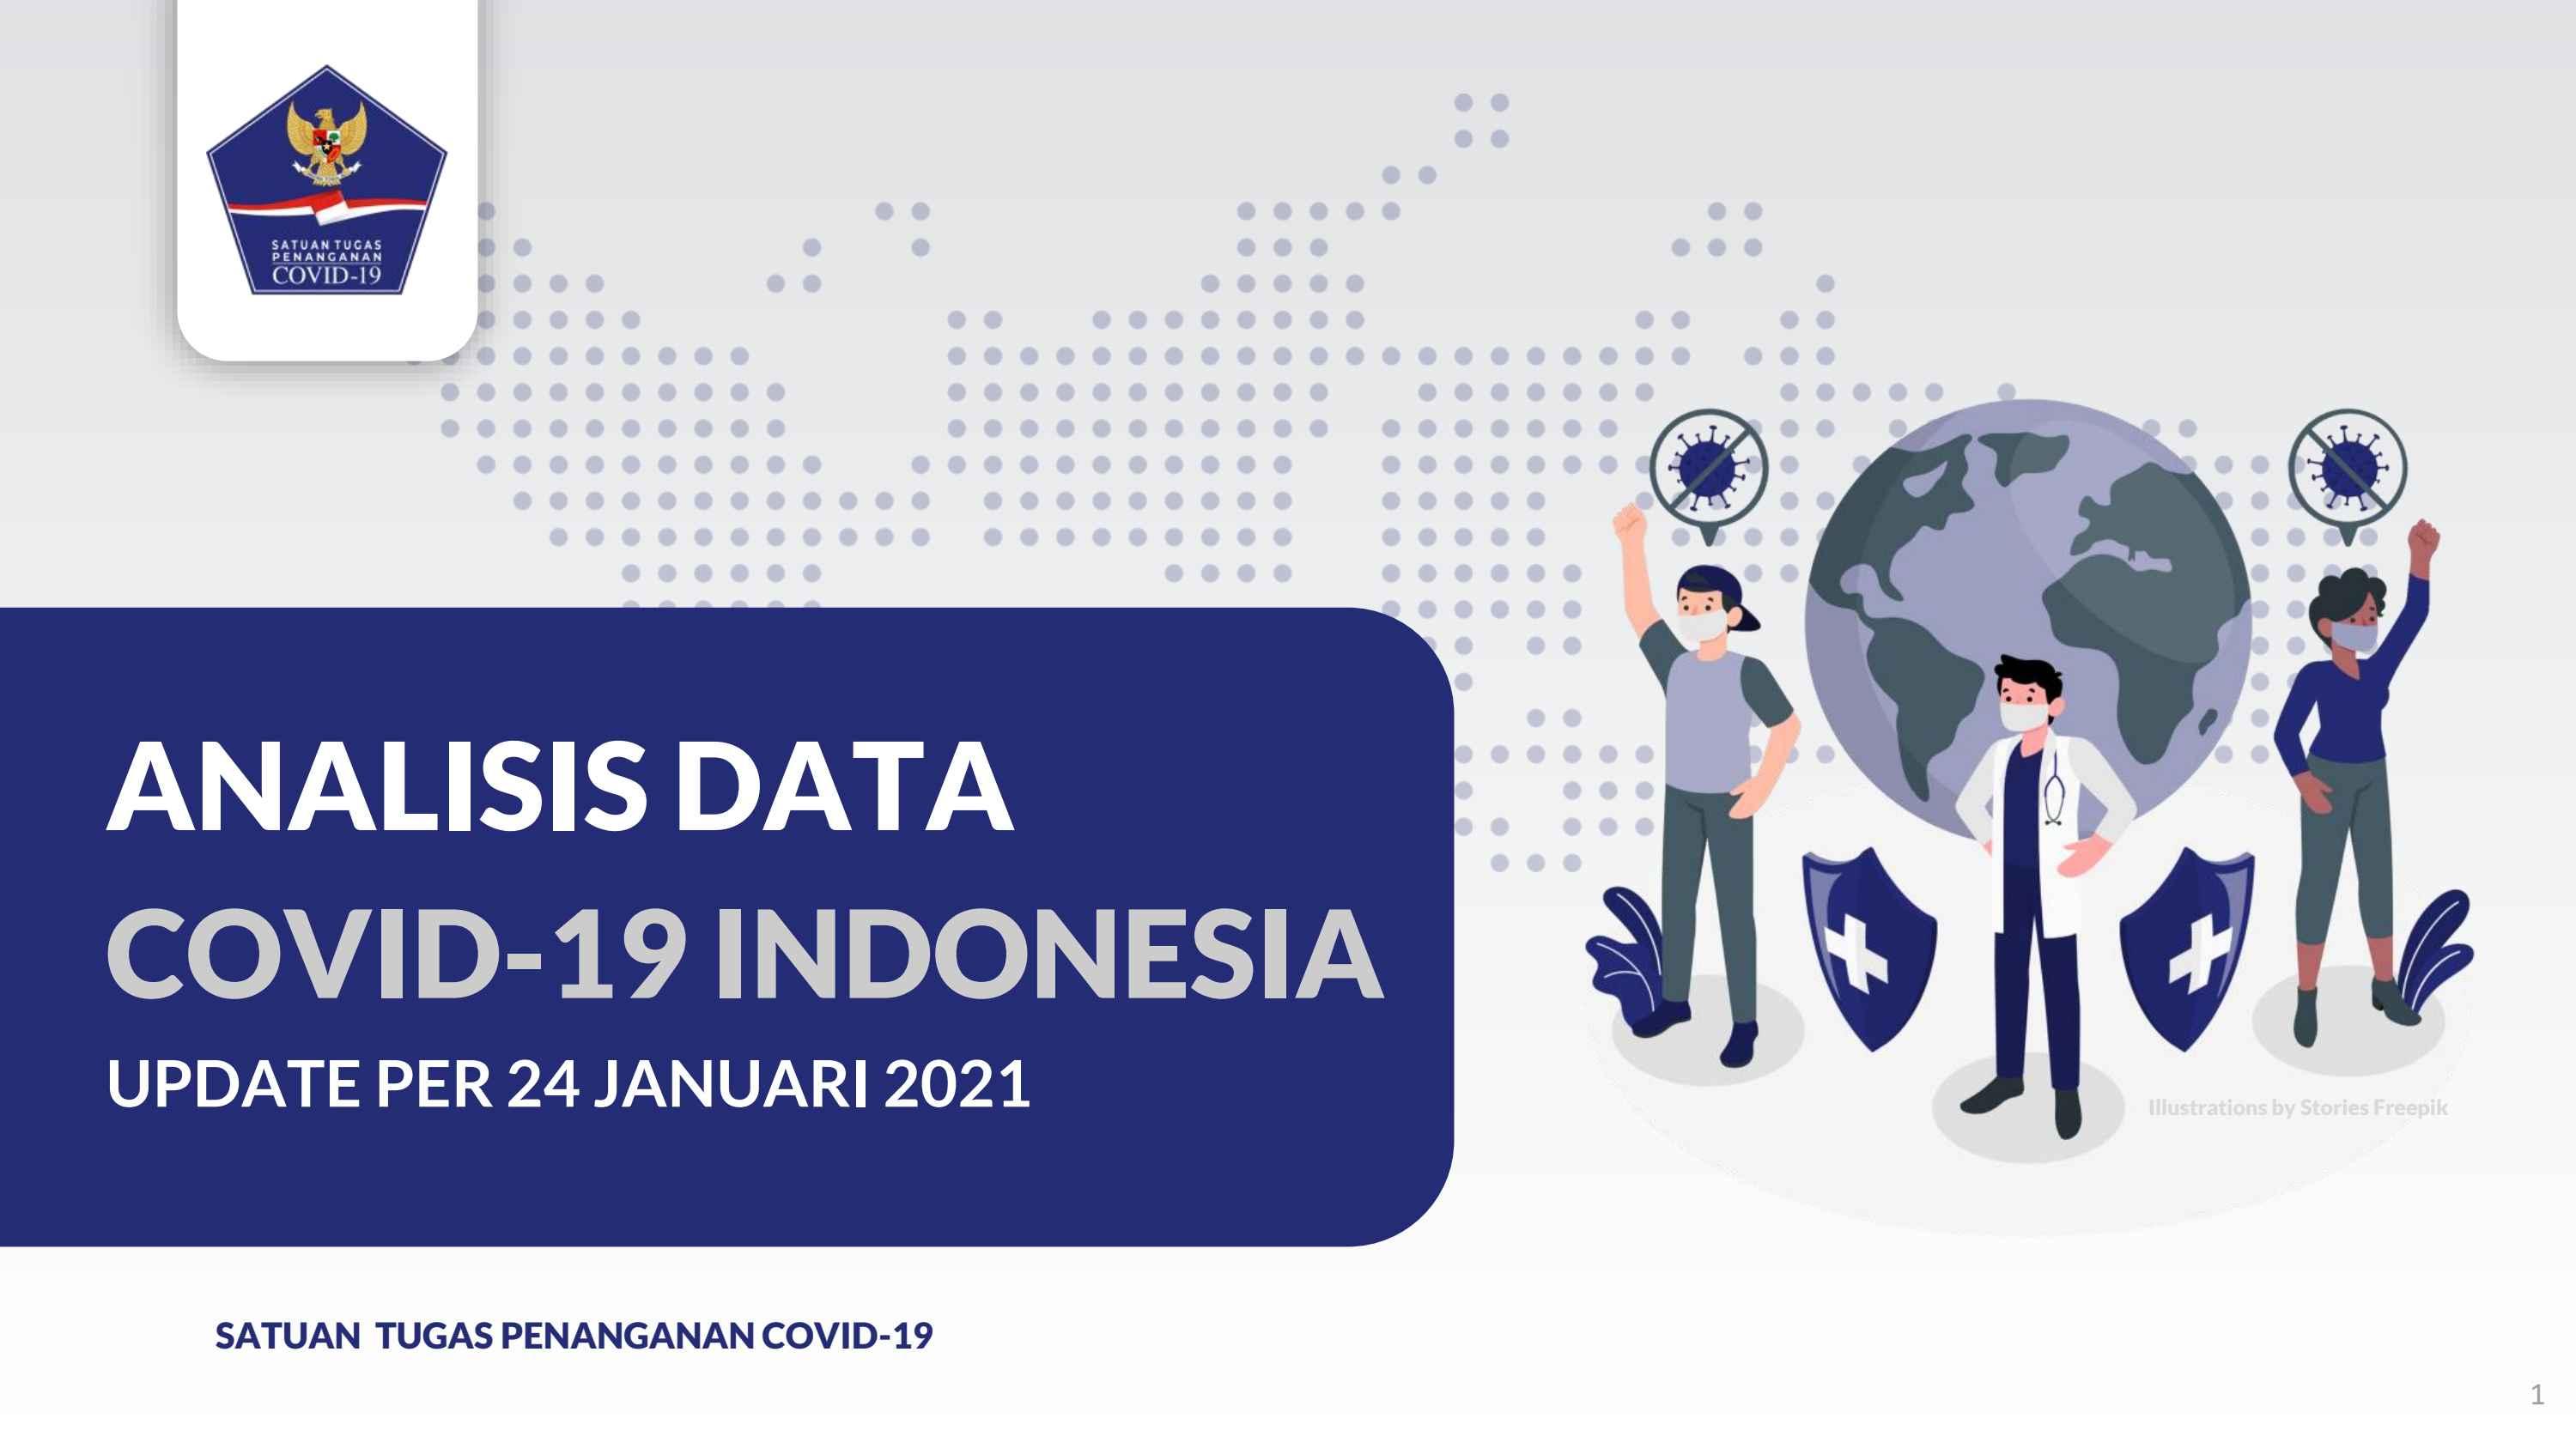 SATUAN TUGAS
PENANGANAN
COVID-19
ANALISIS DATA
COVID-19 INDONESIA
UPDATE PER 24 JANUARI 2021
Illustrations by Stories Freepik
SATUAN TUGAS PENANGANAN COVID-19
1